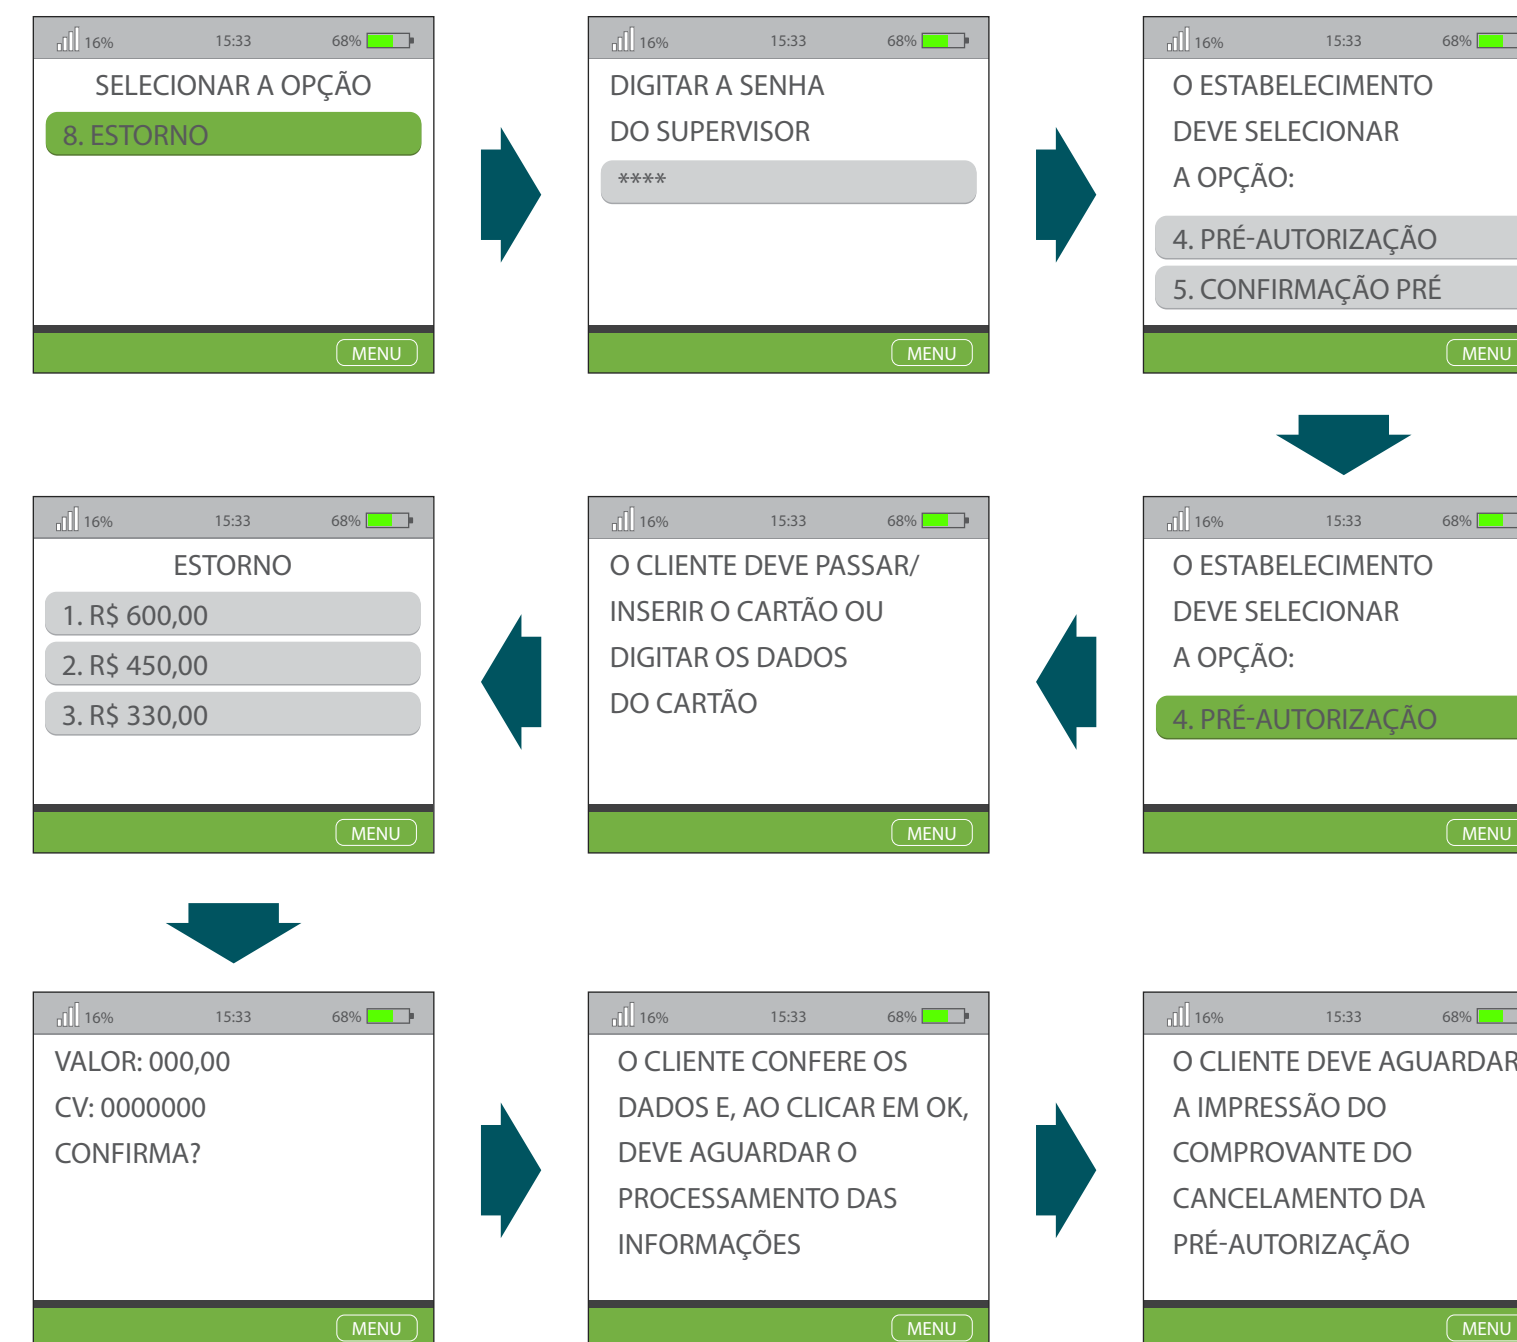 16% 15:33 68%
SELECIONAR A OPÇÃO
8. ESTORNO
MENU
16% 15:33 68%
DIGITAR A SENHA
DO SUPERVISOR
****
MENU
16% 15:33 68%
O ESTABELECIMENTO
DEVE SELECIONAR
A OPÇÃO:
4. PRÉ-AUTORIZAÇÃO
5. CONFIRMAÇÃO PRÉ
MENU
16% 15:33 68%
O ESTABELECIMENTO
DEVE SELECIONAR
A OPÇÃO:
4. PRÉ-AUTORIZAÇÃO
MENU
16% 15:33 68%
O CLIENTE DEVE PASSAR/
INSERIR O CARTÃO OU
DIGITAR OS DADOS
DO CARTÃO
MENU
16% 15:33 68%
ESTORNO
1. R$ 600,00
2. R$ 450,00
3. R$ 330,00
MENU
16% 15:33 68%
VALOR: 000,00
CV: 0000000
CONFIRMA?
MENU
16% 15:33 68%
O CLIENTE CONFERE OS
DADOS E, AO CLICAR EM OK,
DEVE AGUARDAR O
PROCESSAMENTO DAS
INFORMAÇÕES
MENU
16% 15:33 68%
O CLIENTE DEVE AGUARDAR
A IMPRESSÃO DO
COMPROVANTE DO
CANCELAMENTO DA
PRÉ-AUTORIZAÇÃO
MENU